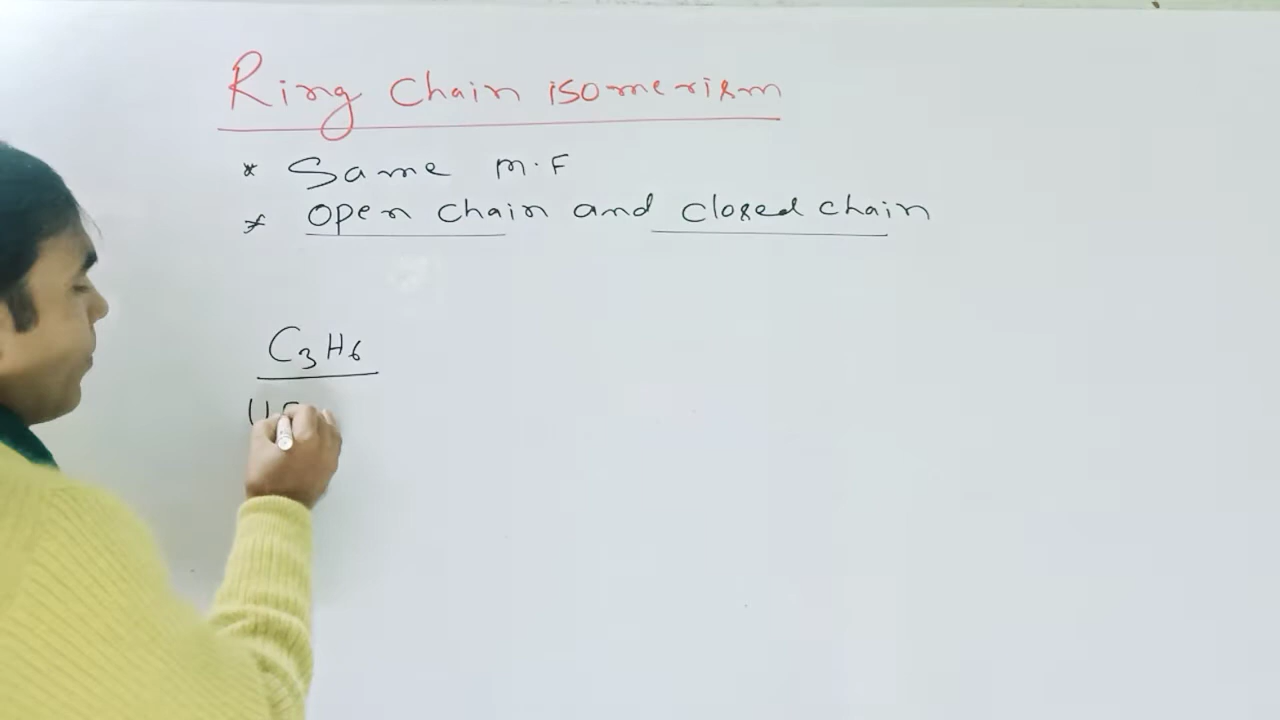 Ring Chain isomerism
* Same M.F
* open chain and closed chain
C3H6